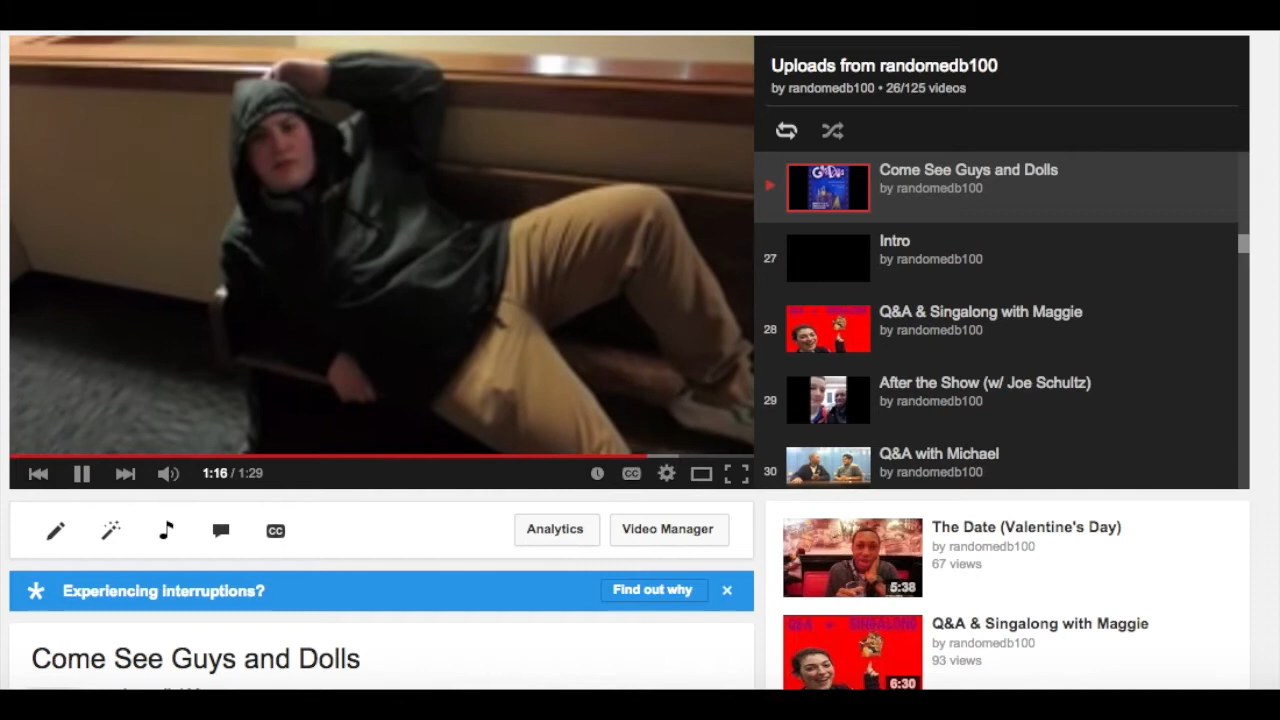 Uploads from randomedb100
by randomedb100 • 26/125 videos
Come See Guys and Dolls
by randomedb100
27
Intro
by randomedb100
28
Q&A & Singalong with Maggie
by randomedb100
29
After the Show (w/ Joe Schultz)
by randomedb100
30
Q&A with Michael
by randomedb100
1:16 / 1:29
CC
CC
Analytics
Video Manager
Experiencing interruptions?
Find out why
Come See Guys and Dolls
The Date (Valentine's Day)
by randomedb100
67 views
5:38
Q&A + SINGALONG
Q&A & Singalong with Maggie
by randomedb100
93 views
6:30